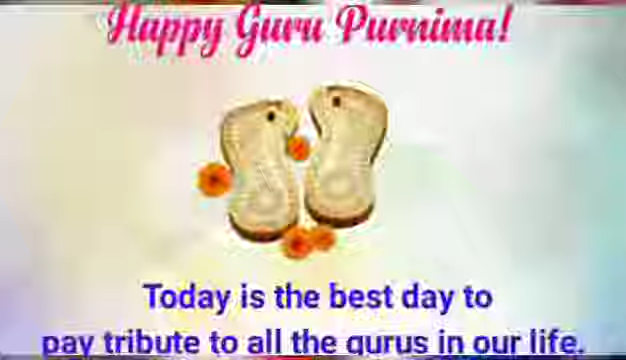 Happy Guru Purnima!
Today is the best day to
pay tribute to all the gurus in our life.